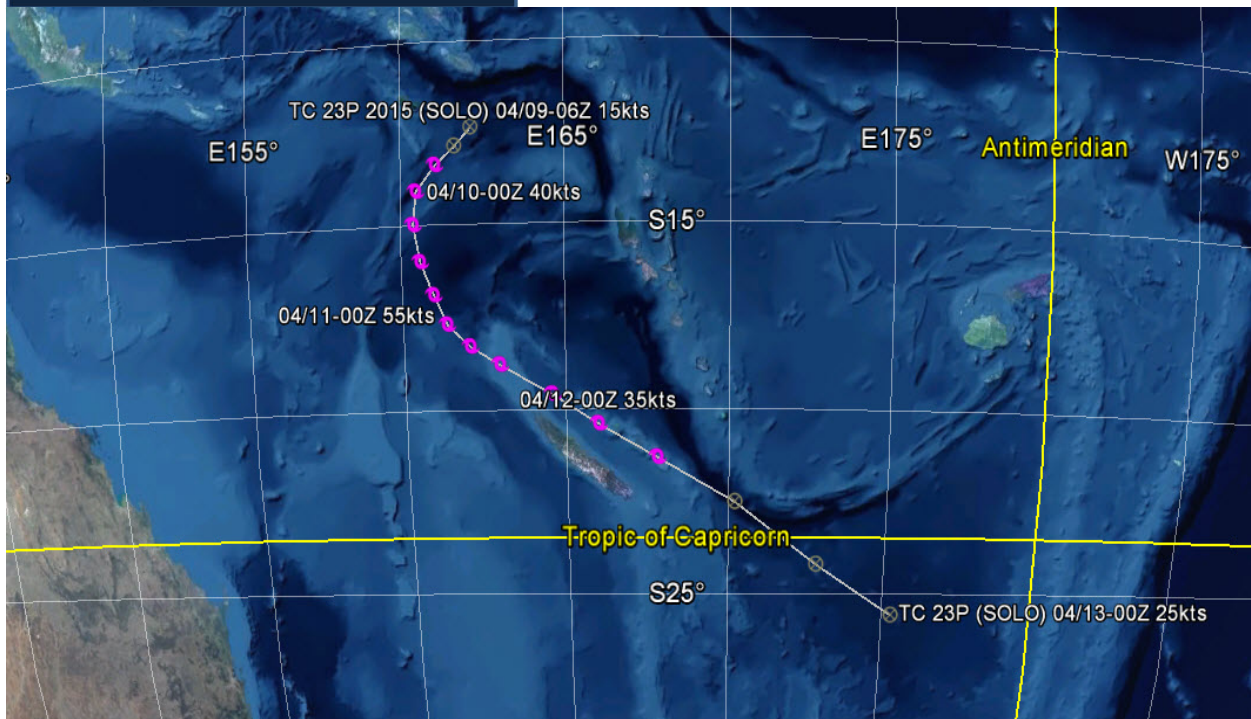 TC 23P 2015 (SOLO) 04/09-06Z 15kts
E155°
E165°
E175°
Antimeridian
W175°
04/10-00Z 40kts
S15°
04/11-00Z 55kts
04/12-00Z 35kts
Tropic of Capricorn
S25°
TC 23P (SOLO) 04/13-00Z 25kts